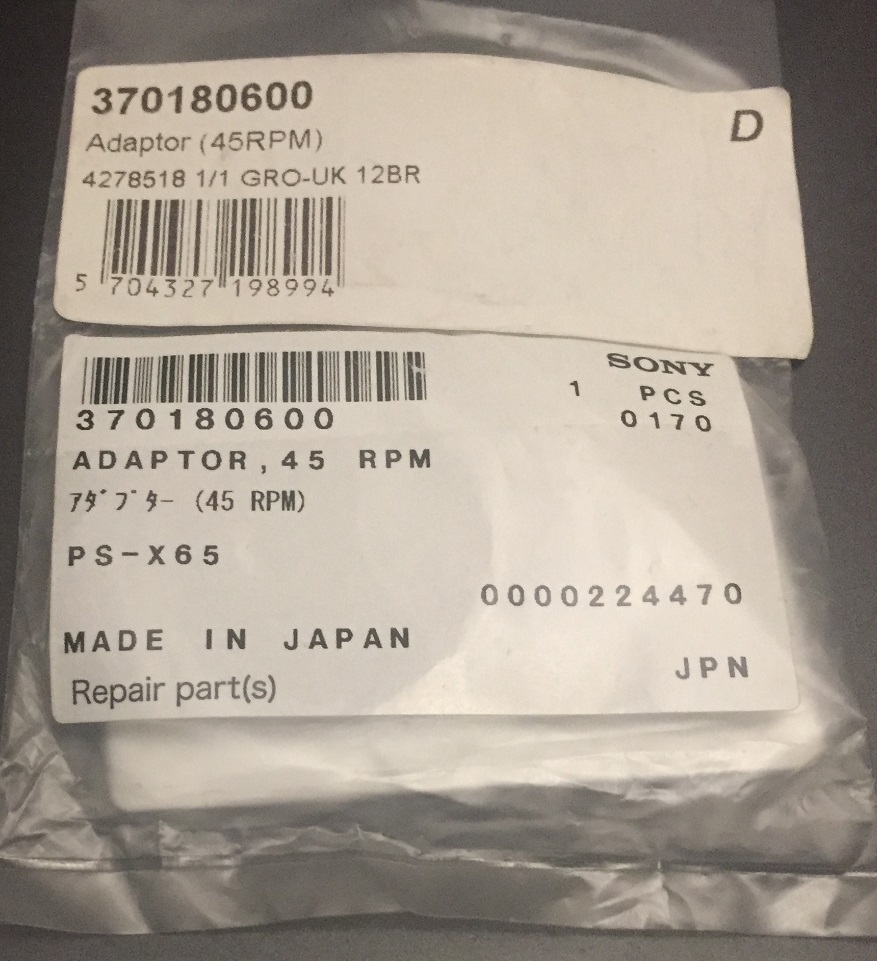 370180600
D
Adaptor (45RPM)
4278518 1/1 GRO-UK 12BR
5 704327 198994
SONY
1 PCS
370180600
0170
ADAPTOR,45 RPM
ｱﾀﾞﾌﾟﾀｰ (45 RPM)
PS-X65
0000224470
MADE IN JAPAN
JPN
Repair part(s)